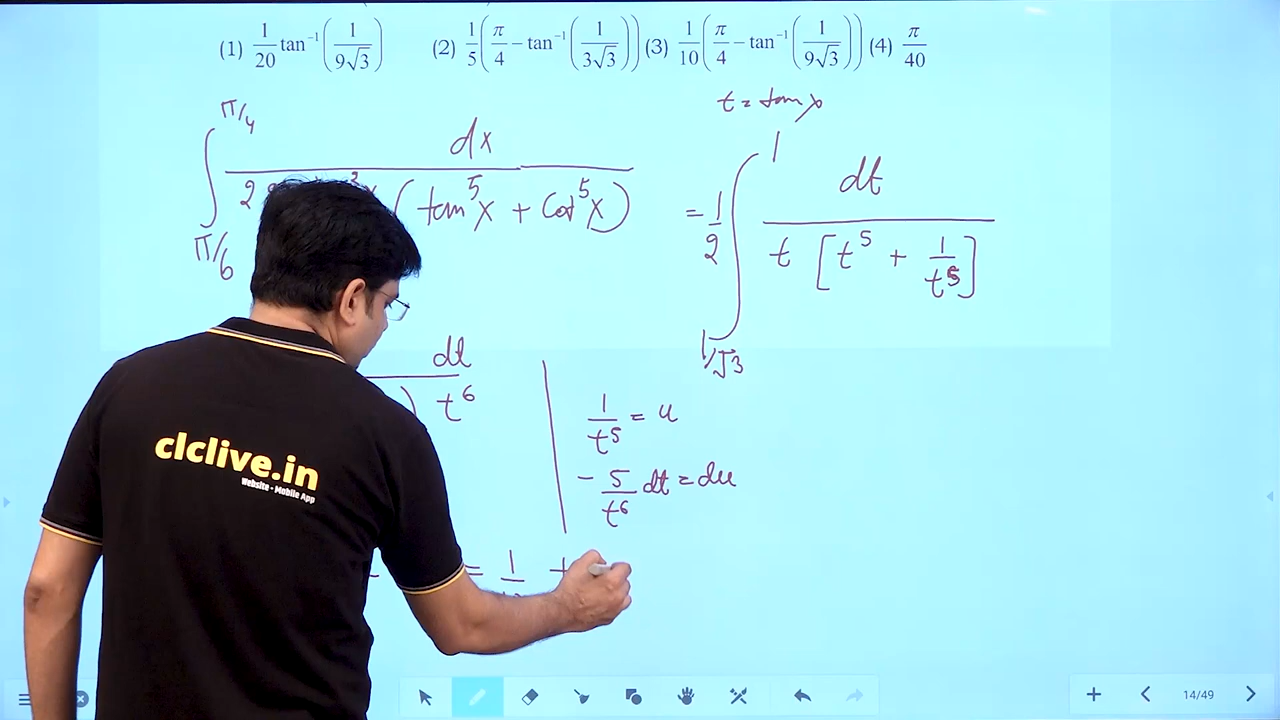 (1) 1/20 tan⁻¹(1/(9√3)) (2) 1/5(π/4 − tan⁻¹(1/(3√3))) (3) 1/10(π/4 − tan⁻¹(1/(9√3))) (4) π/40
t = tan x
π/4
dx
2 (tan⁵x + cot⁵x)
∫
π/6
= 1/2 ∫
1
dt
t [t⁵ + 1/t⁵]
1/√3
dt
) t⁶
1/t⁵ = u
− 5/t⁶ dt = du
= 1
clclive.in
Website - Mobile App
14/49